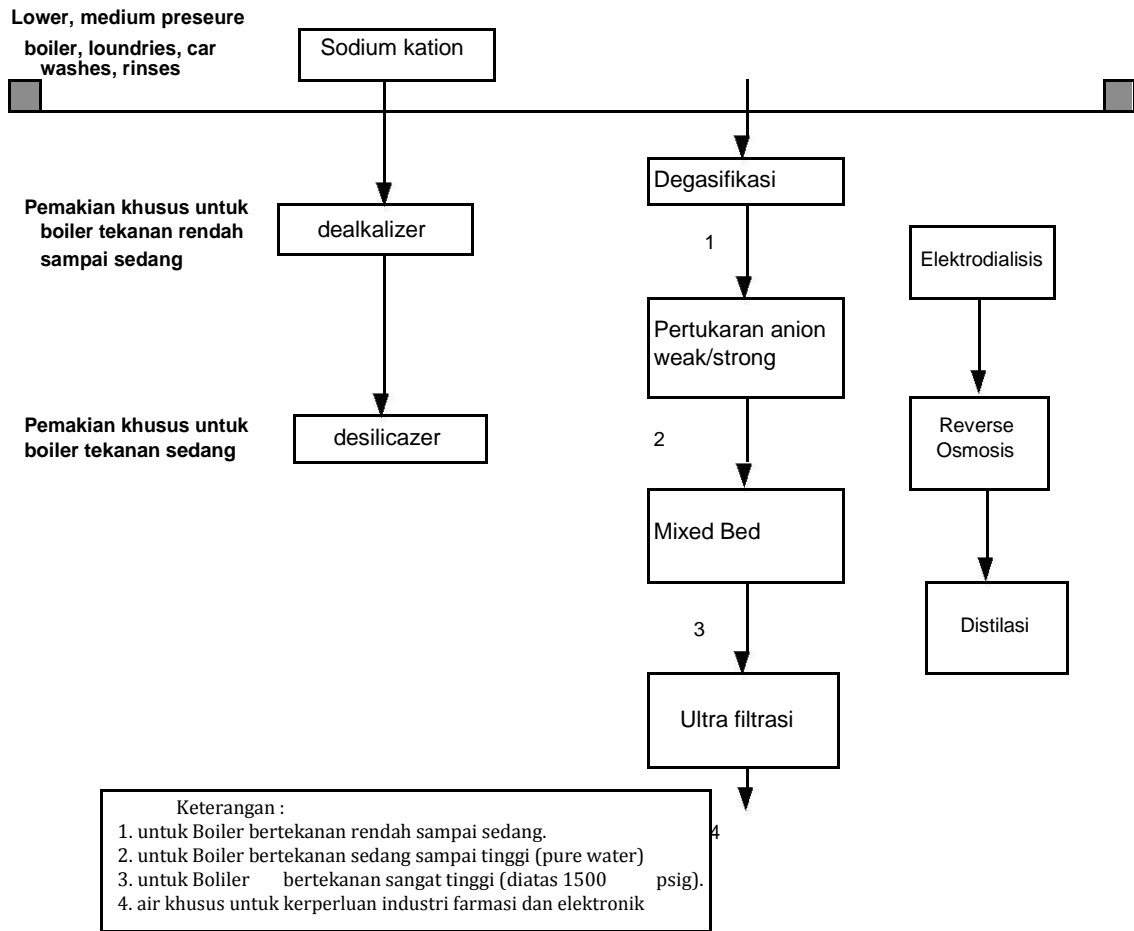 Lower, medium preseure
boiler, loundries, car
washes, rinses
Sodium kation
Degasifikasi
Pemakian khusus untuk
boiler tekanan rendah
sampai sedang
dealkalizer
1
Elektrodialisis
Pertukaran anion
weak/strong
Pemakian khusus untuk
boiler tekanan sedang
desilicazer
2
Reverse
Osmosis
Mixed Bed
3
Distilasi
Ultra filtrasi
4
Keterangan :
1. untuk Boiler bertekanan rendah sampai sedang.
2. untuk Boiler bertekanan sedang sampai tinggi (pure water)
3. untuk Boliler bertekanan sangat tinggi (diatas 1500 psig).
4. air khusus untuk kerperluan industri farmasi dan elektronik